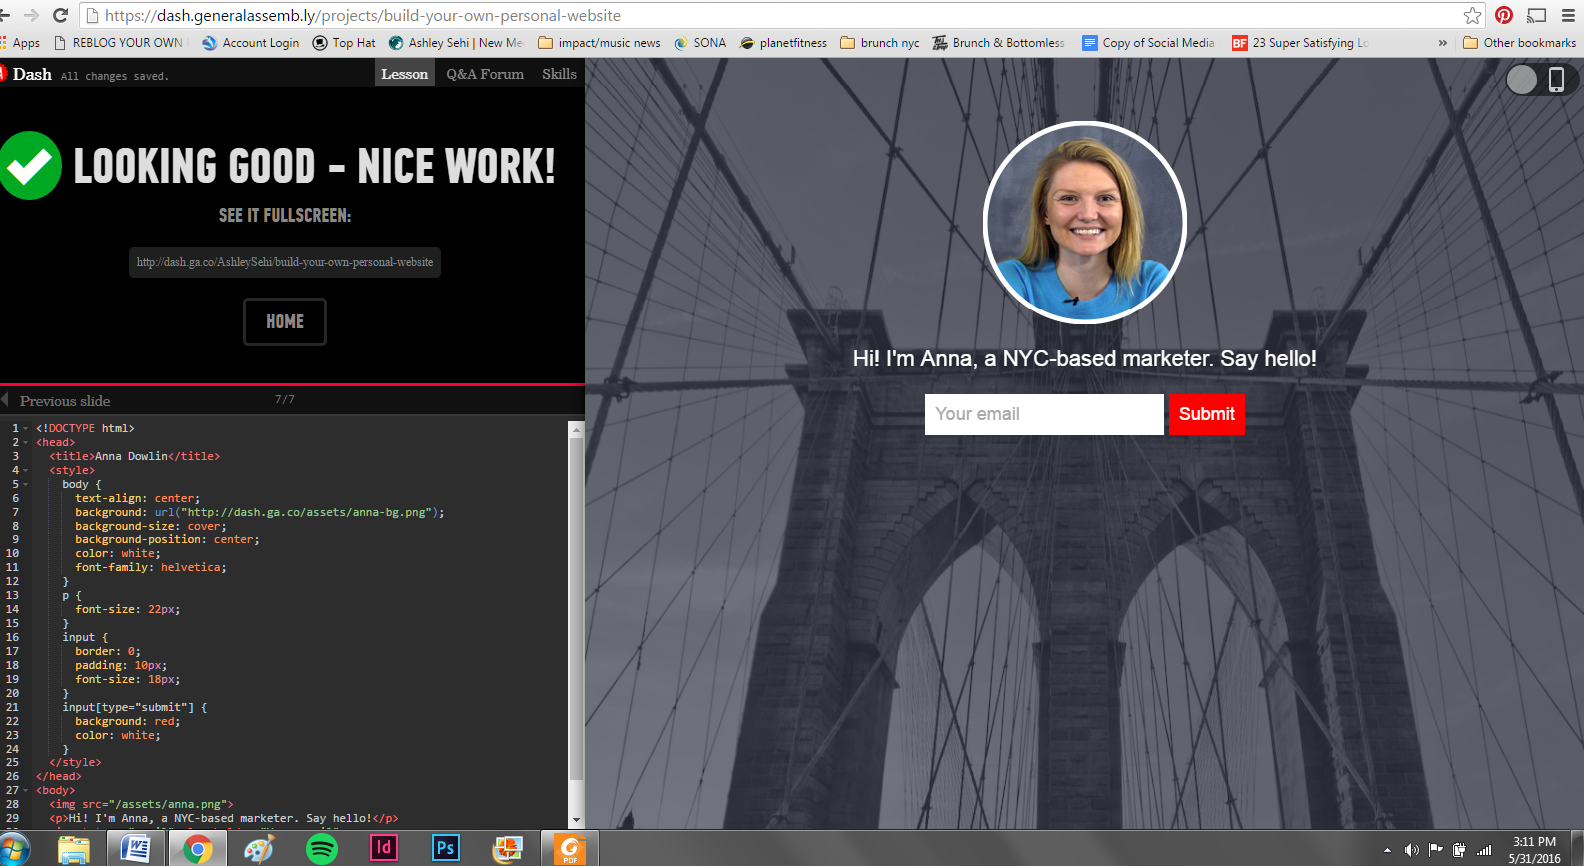 https://dash.generalassemb.ly/projects/build-your-own-personal-website
Apps REBLOG YOUR OWN Account Login Top Hat Ashley Sehi | New Me impact/music news SONA planetfitness brunch nyc Brunch & Bottomless Copy of Social Media BF 23 Super Satisfying Lo » Other bookmarks
Dash All changes saved. Lesson Q&A Forum Skills
LOOKING GOOD - NICE WORK!
SEE IT FULLSCREEN:
http://dash.ga.co/AshleySehi/build-your-own-personal-website
HOME
Previous slide 7/7
1 <!DOCTYPE html>
2 <head>
3 <title>Anna Dowlin</title>
4 <style>
5 body {
6 text-align: center;
7 background: url("http://dash.ga.co/assets/anna-bg.png");
8 background-size: cover;
9 background-position: center;
10 color: white;
11 font-family: helvetica;
12 }
13 p {
14 font-size: 22px;
15 }
16 input {
17 border: 0;
18 padding: 10px;
19 font-size: 18px;
20 }
21 input[type="submit"] {
22 background: red;
23 color: white;
24 }
25 </style>
26 </head>
27 <body>
28 <img src="/assets/anna.png">
29 <p>Hi! I'm Anna, a NYC-based marketer. Say hello!</p>
Hi! I'm Anna, a NYC-based marketer. Say hello!
Your email Submit
W Id Ps PDF
3:11 PM
5/31/2016